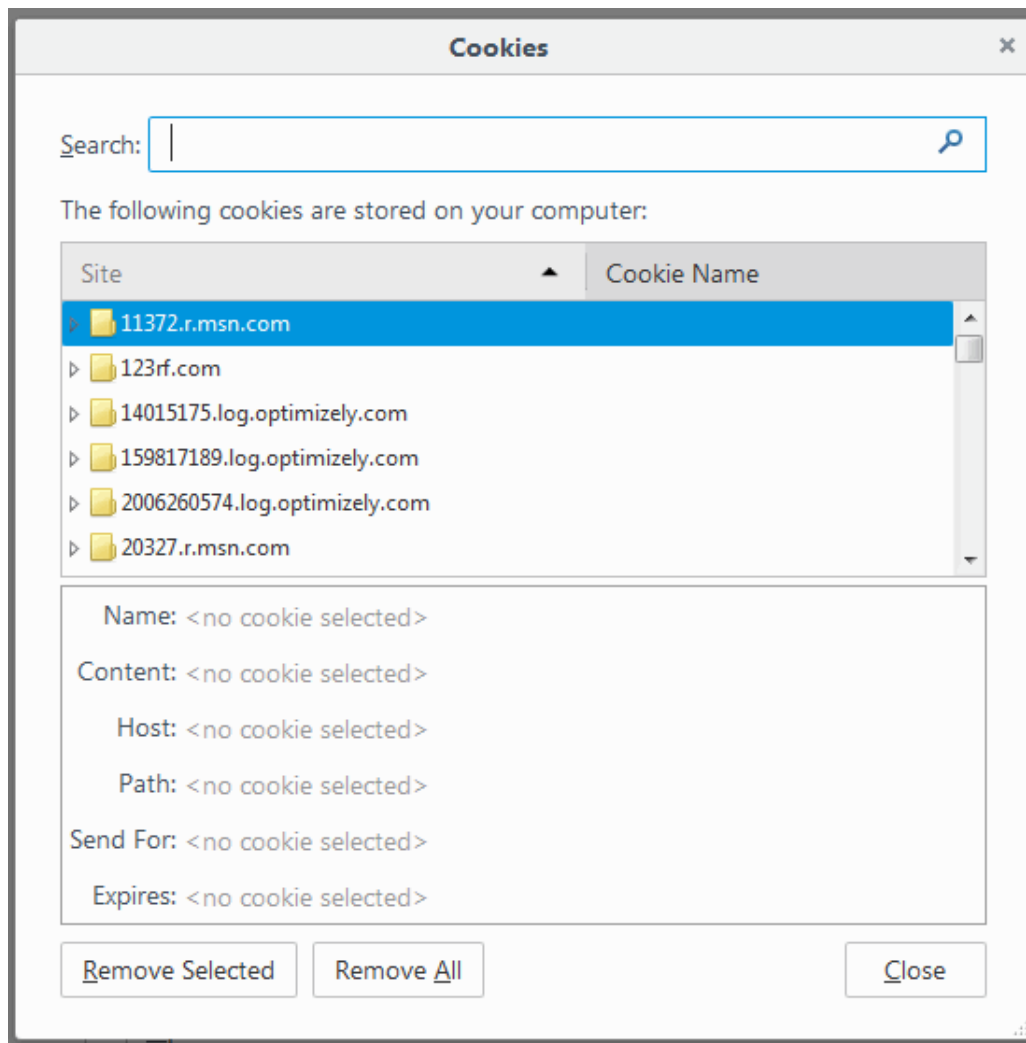 Cookies
Search:
The following cookies are stored on your computer:
Site Cookie Name
11372.r.msn.com
123rf.com
14015175.log.optimizely.com
159817189.log.optimizely.com
2006260574.log.optimizely.com
20327.r.msn.com
Name: <no cookie selected>
Content: <no cookie selected>
Host: <no cookie selected>
Path: <no cookie selected>
Send For: <no cookie selected>
Expires: <no cookie selected>
Remove Selected Remove All Close